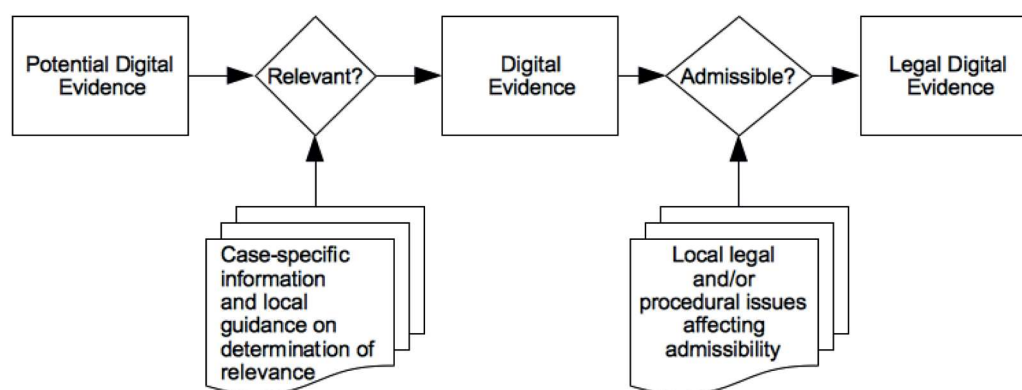 Potential Digital
Evidence
Relevant?
Digital
Evidence
Admissible?
Legal Digital
Evidence
Case-specific
information
and local
guidance on
determination of
relevance
Local legal
and/or
procedural issues
affecting
admissibility